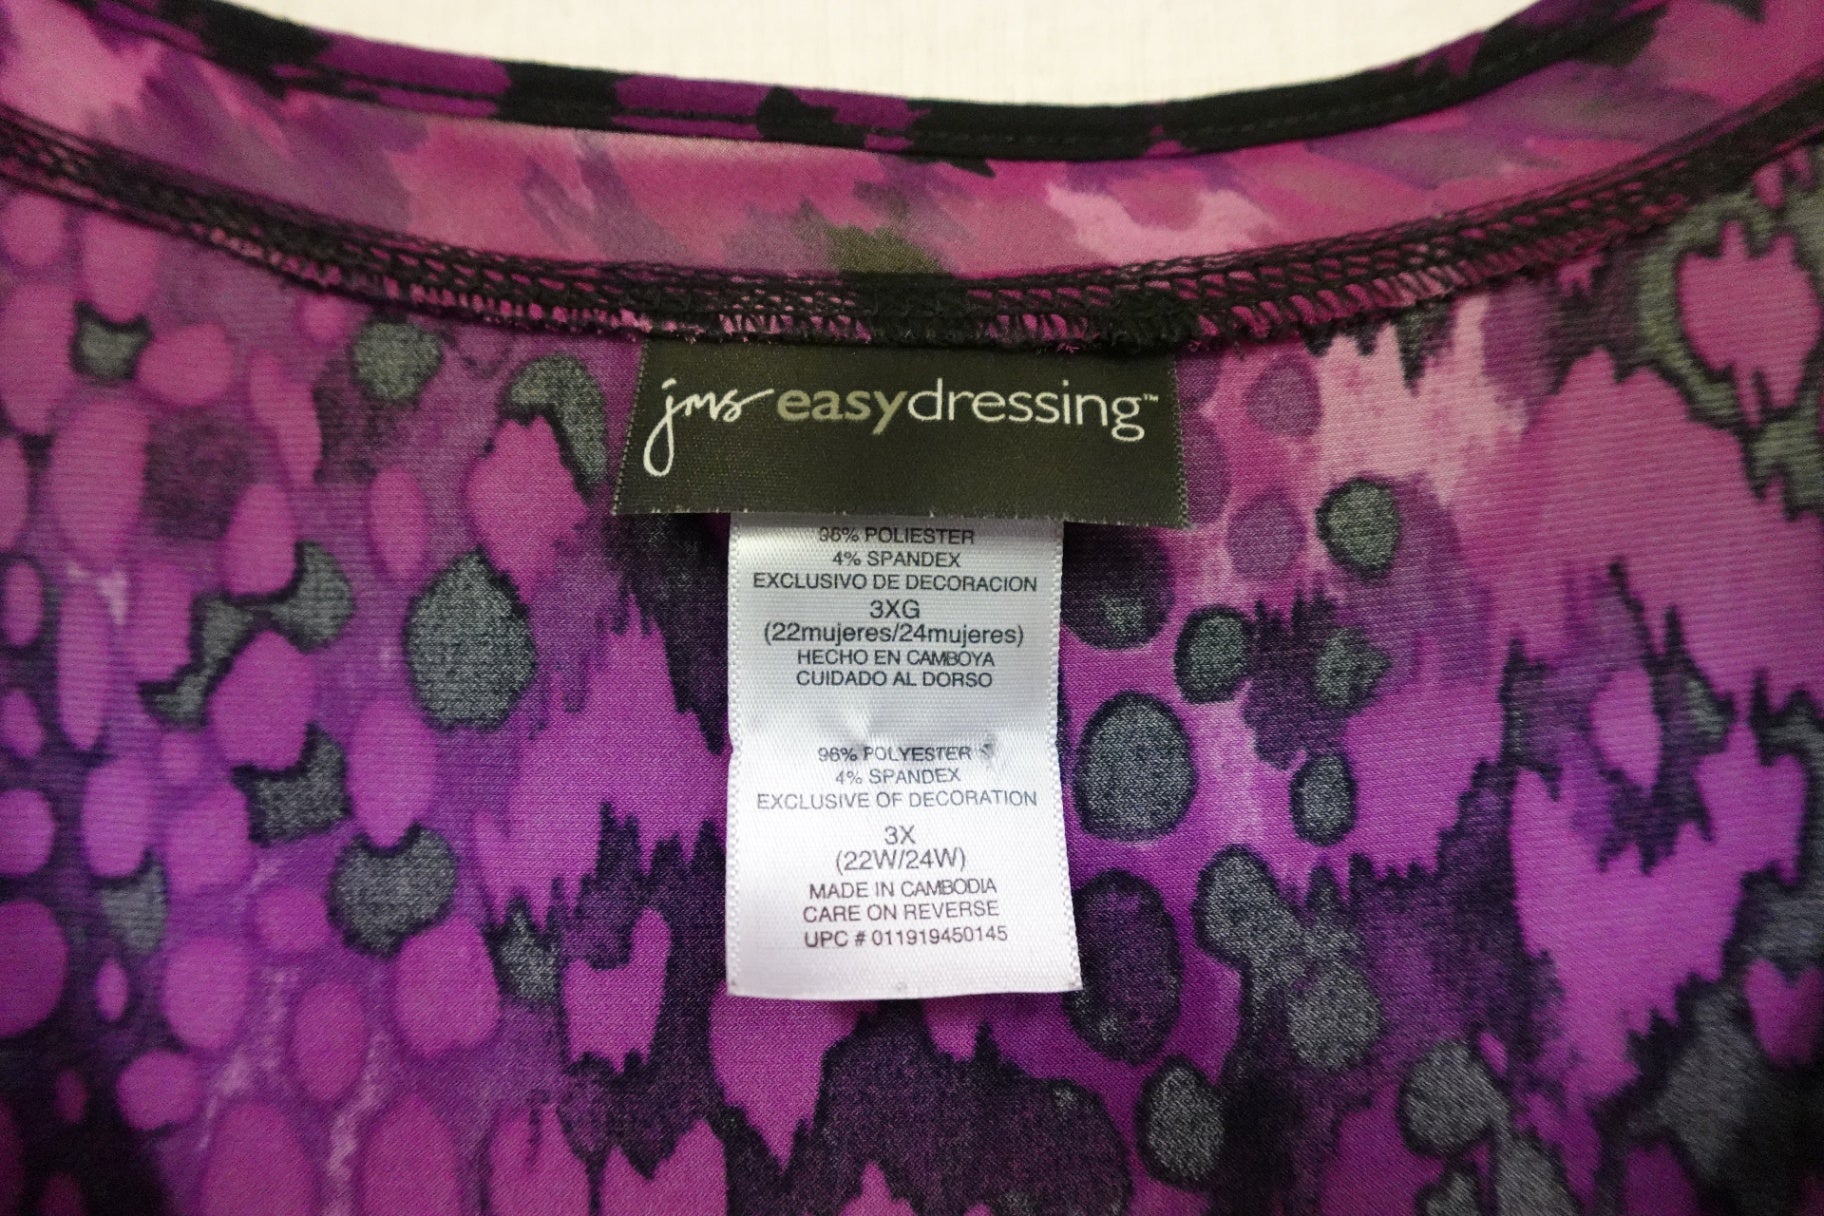 jms easydressing™
96% POLIESTER
4% SPANDEX
EXCLUSIVO DE DECORACION
3XG
(22mujeres/24mujeres)
HECHO EN CAMBOYA
CUIDADO AL DORSO
96% POLYESTER
4% SPANDEX
EXCLUSIVE OF DECORATION
3X
(22W/24W)
MADE IN CAMBODIA
CARE ON REVERSE
UPC # 011919450145